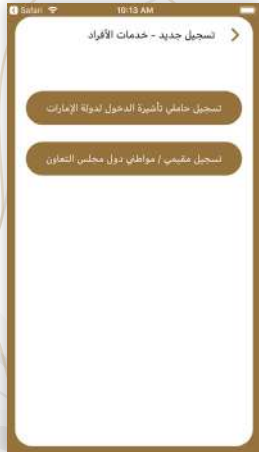 Safari 10:13 AM
تسجيل جديد - خدمات الأفراد
تسجيل حاملي تأشيرة الدخول لدولة الإمارات
تسجيل مقيمي / مواطني دول مجلس التعاون